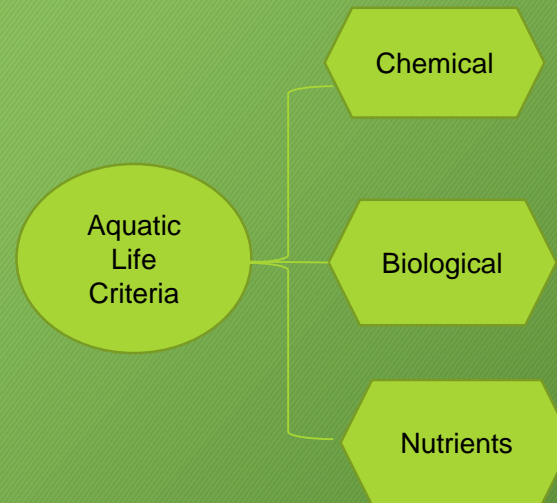 Chemical
Aquatic
Life
Criteria
Biological
Nutrients